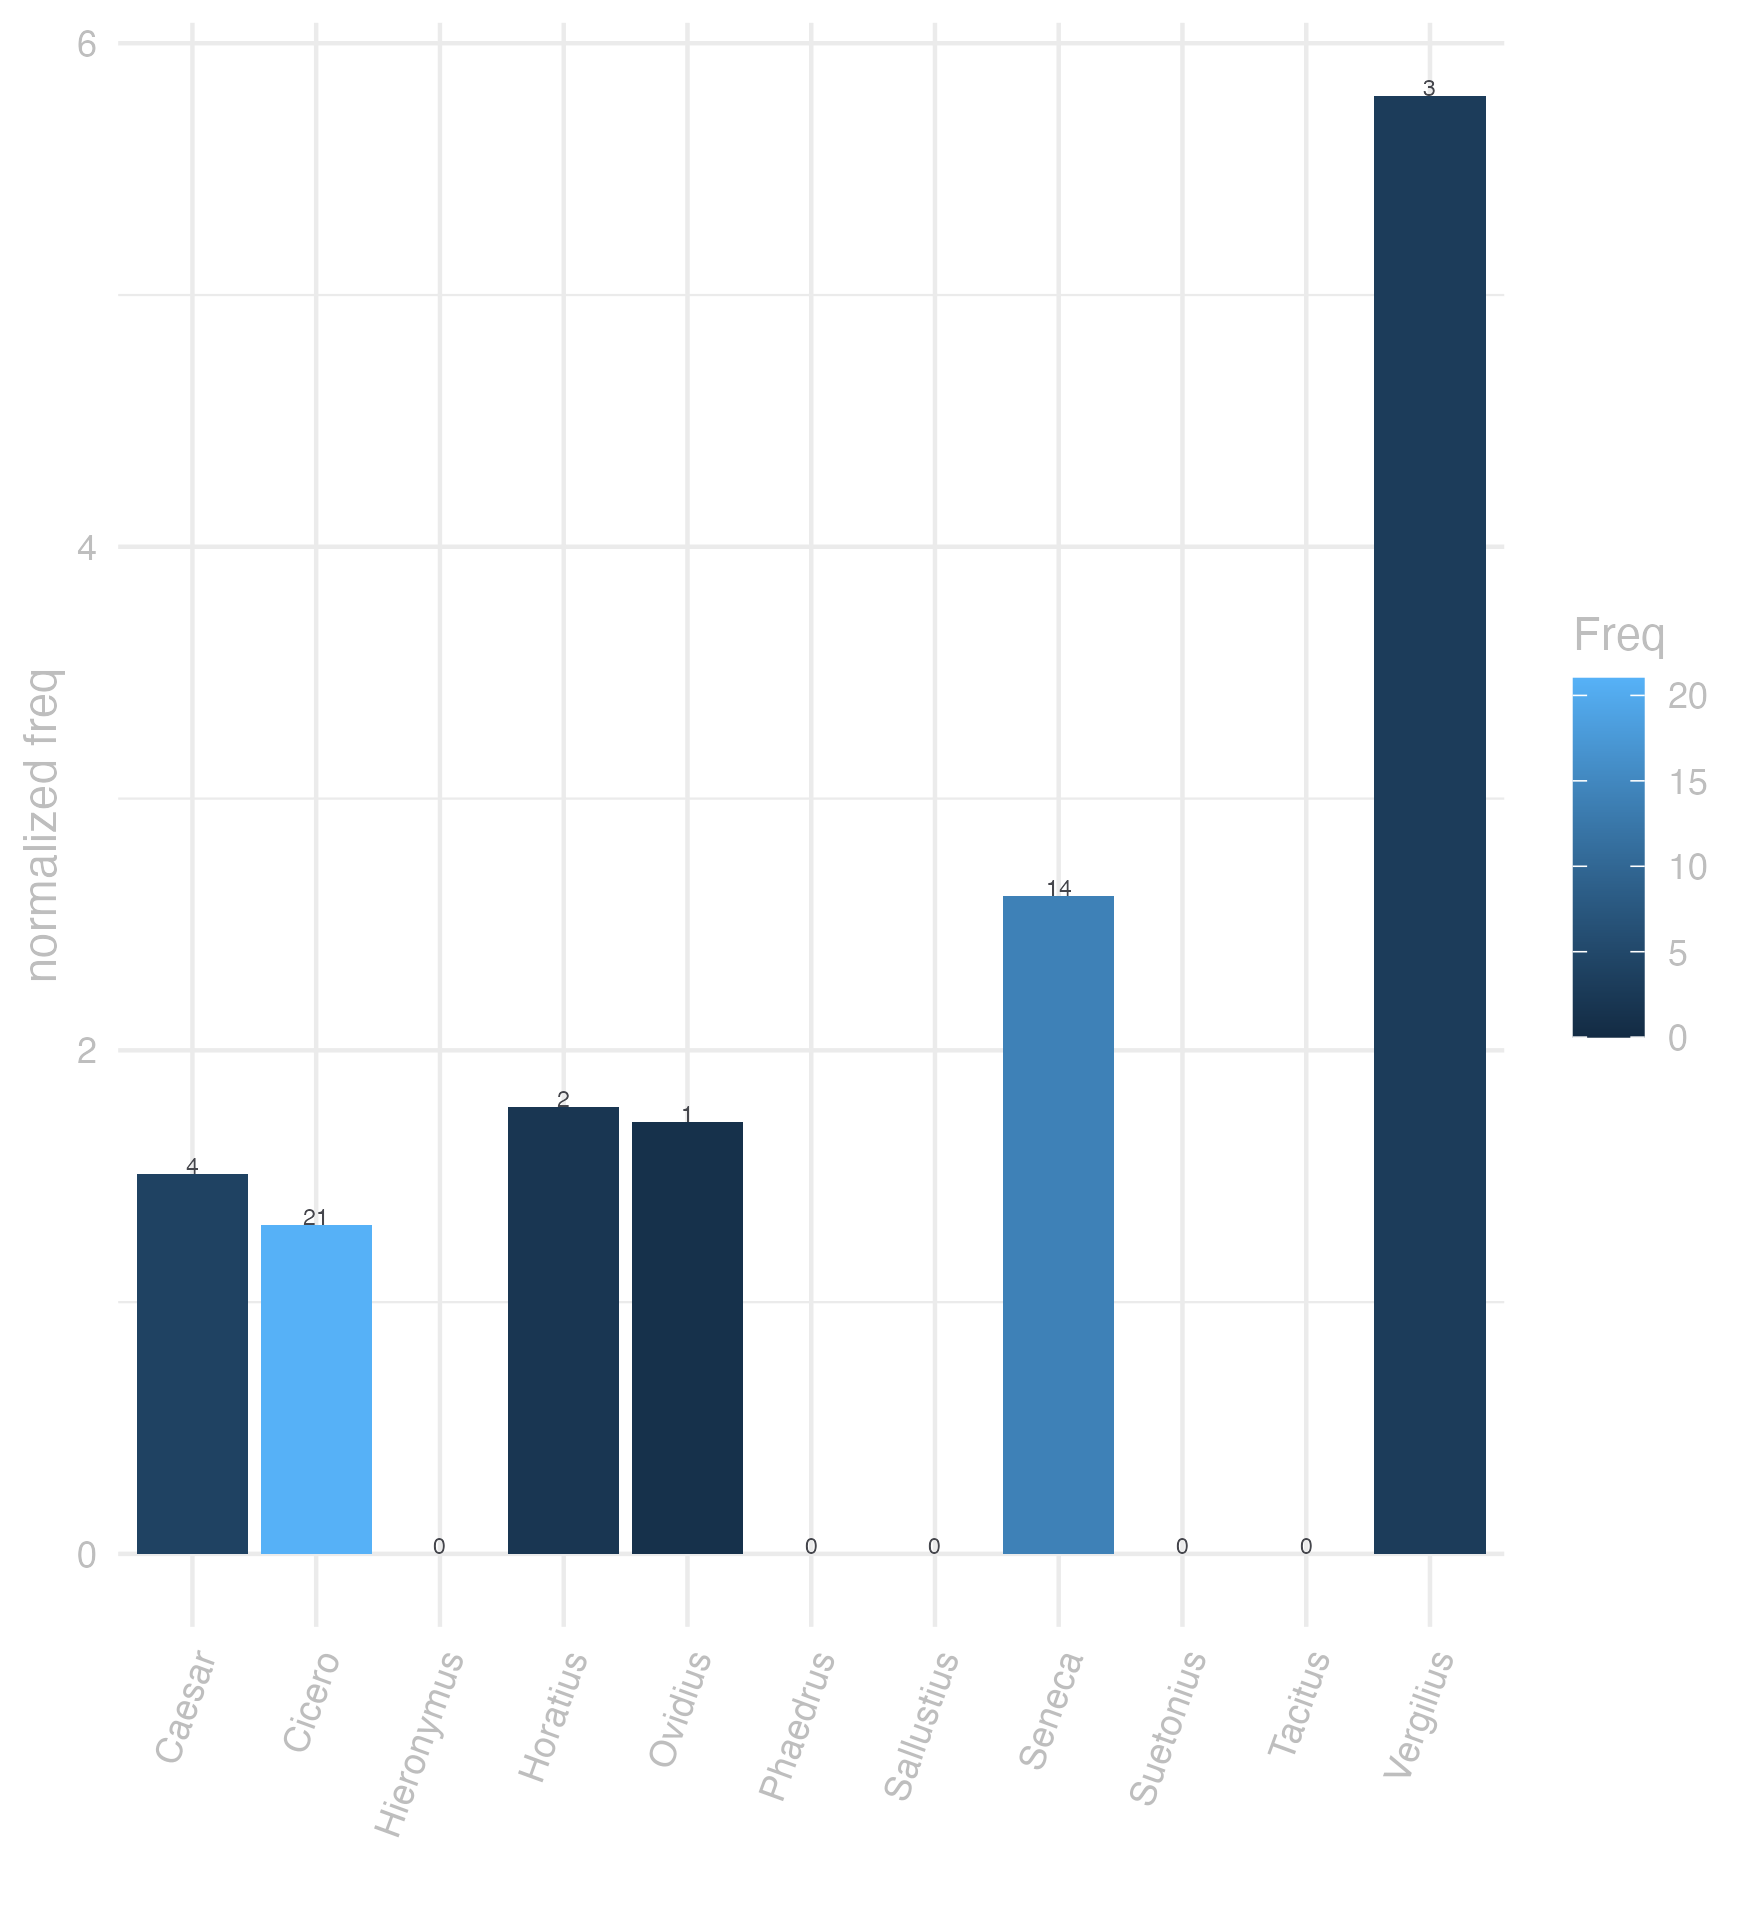 normalized freq
6
4
2
0
3
14
2
1
4
21
0
0
0
0
0
Caesar
Cicero
Hieronymus
Horatius
Ovidius
Phaedrus
Sallustius
Seneca
Suetonius
Tacitus
Vergilius
Freq
20
15
10
5
0